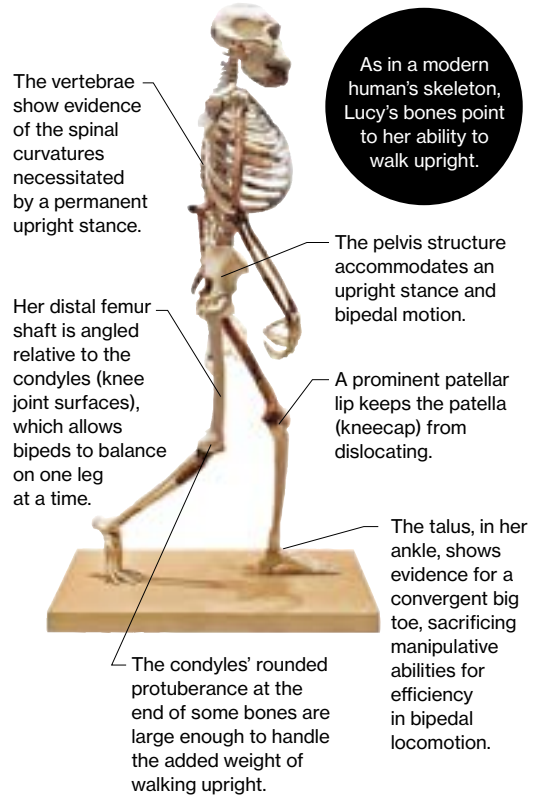 The vertebrae
show evidence
of the spinal
curvatures
necessitated
by a permanent
upright stance.
As in a modern
human's skeleton,
Lucy's bones point
to her ability to
walk upright.
The pelvis structure
accommodates an
upright stance and
bipedal motion.
Her distal femur
shaft is angled
relative to the
condyles (knee
joint surfaces),
which allows
bipeds to balance
on one leg
at a time.
A prominent patellar
lip keeps the patella
(kneecap) from
dislocating.
The talus, in her
ankle, shows
evidence for a
convergent big
toe, sacrificing
manipulative
abilities for
efficiency
in bipedal
locomotion.
The condyles' rounded
protuberance at the
end of some bones are
large enough to handle
the added weight of
walking upright.